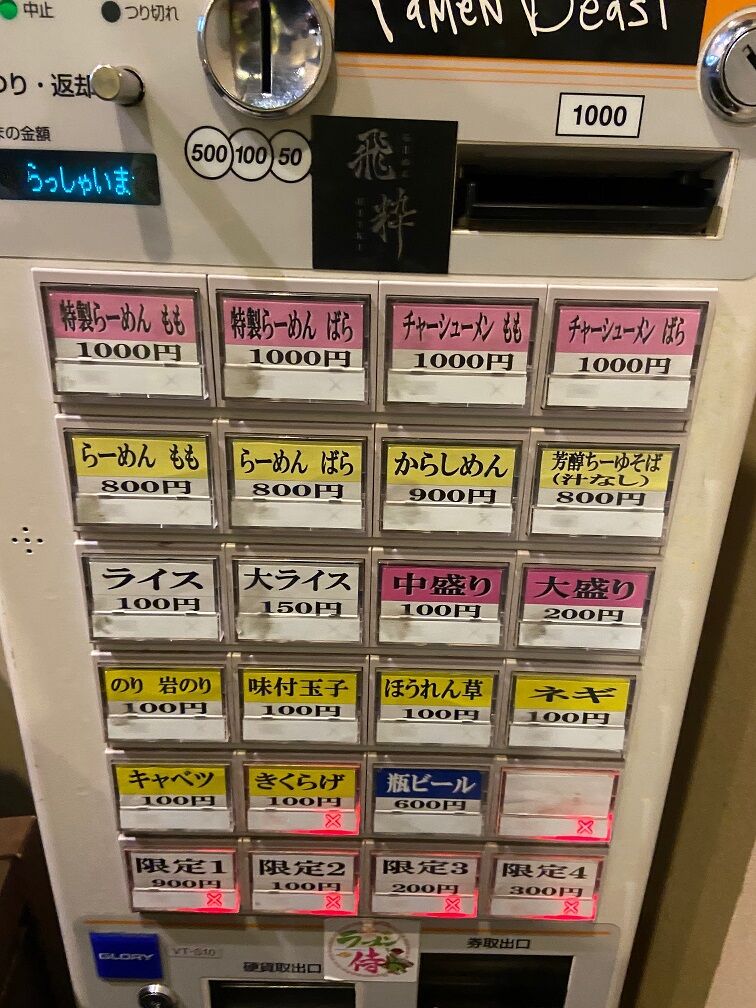 中止
つり切れ
Ramen Beast
り・返却
の金額
らっしゃいま
500 100 50
1000
飛粋
特製らーめん もも
1000円
特製らーめん ばら
1000円
チャーシューメン もも
1000円
チャーシューメン ばら
1000円
らーめん もも
800円
らーめん ばら
800円
からしめん
900円
芳醇ちーゆそば
(汁なし)
800円
ライス
100円
大ライス
150円
中盛り
100円
大盛り
200円
のり 岩のり
100円
味付玉子
100円
ほうれん草
100円
ネギ
100円
キャベツ
100円
きくらげ
100円
瓶ビール
600円
限定1
900円
限定2
100円
限定3
200円
限定4
300円
GLORY
VT-S10
硬貨取出口
ラーメン
侍
券取出口